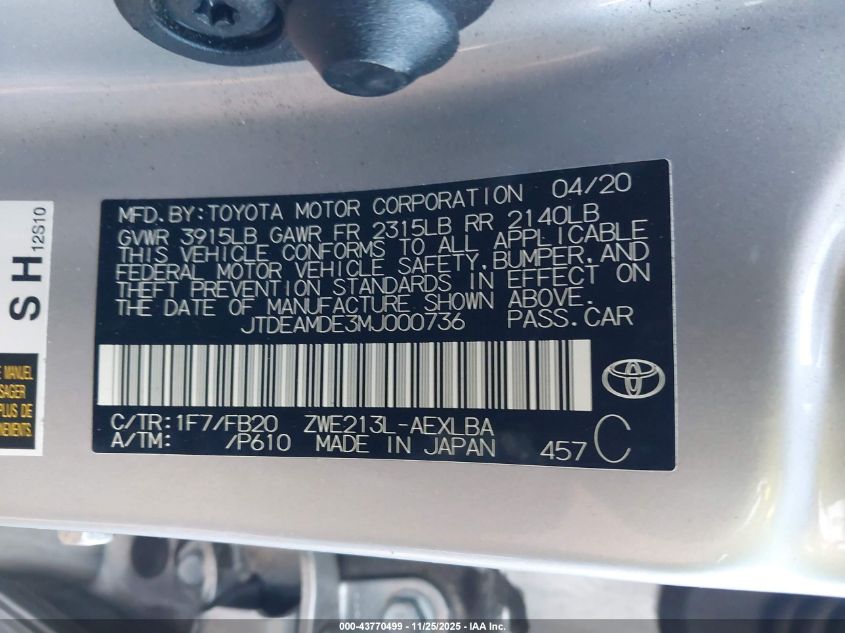 MFD. BY: TOYOTA MOTOR CORPORATION 04/20
GVWR 3915LB GAWR FR 2315LB RR 2140LB
THIS VEHICLE CONFORMS TO ALL APPLICABLE
FEDERAL MOTOR VEHICLE SAFETY, BUMPER, AND
THEFT PREVENTION STANDARDS IN EFFECT ON
THE DATE OF MANUFACTURE SHOWN ABOVE.
JTDEAMDE3MJ000736 PASS.CAR
C/TR: 1F7/FB20 ZWE213L-AEXLBA
A/TM: /P610 MADE IN JAPAN 457 C
SH 12S10
MANUEL
SAGER
PLUS DE
NEMENTS.
000-43770499 - 11/25/2025 - IAA Inc.